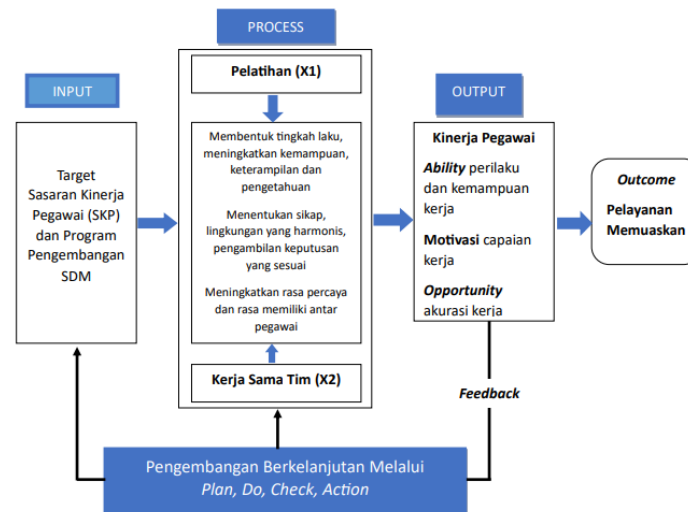 PROCESS
Pelatihan (X1)
INPUT
OUTPUT
Target
Sasaran Kinerja
Pegawai (SKP)
dan Program
Pengembangan
SDM
Membentuk tingkah laku,
meningkatkan kemampuan,
keterampilan dan
pengetahuan
Menentukan sikap,
lingkungan yang harmonis,
pengambilan keputusan
yang sesuai
Meningkatkan rasa percaya
dan rasa memiliki antar
pegawai
Kerja Sama Tim (X2)
Kinerja Pegawai
Ability perilaku
dan kemampuan
kerja
Motivasi capaian
kerja
Opportunity
akurasi kerja
Outcome
Pelayanan
Memuaskan
Feedback
Pengembangan Berkelanjutan Melalui
Plan, Do, Check, Action